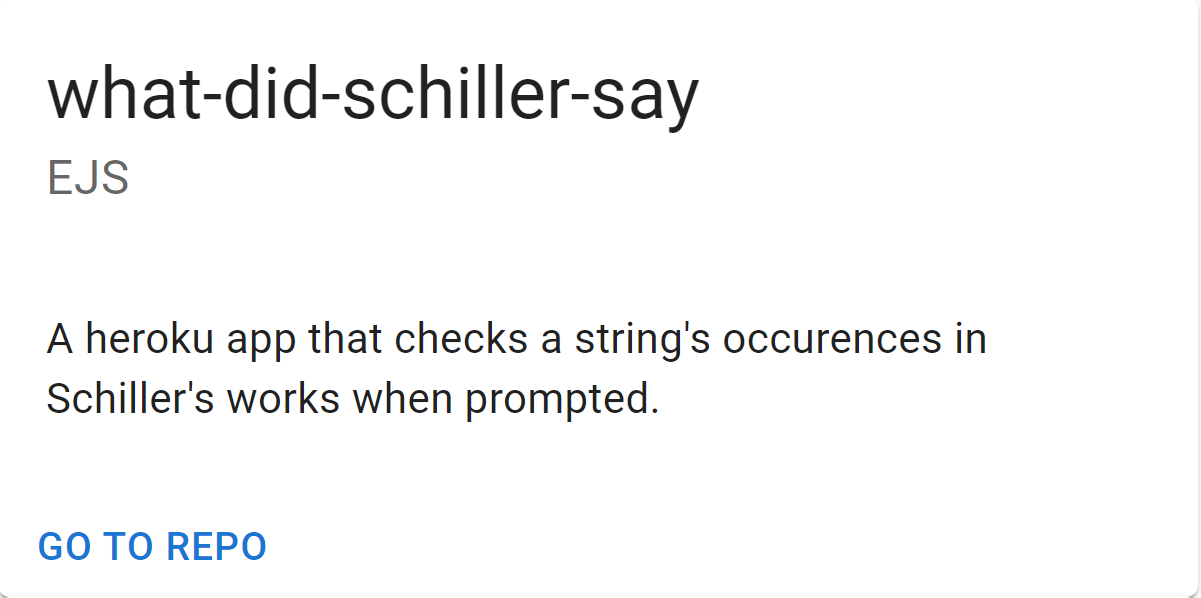 what-did-schiller-say
EJS
A heroku app that checks a string's occurences in
Schiller's works when prompted.
GO TO REPO